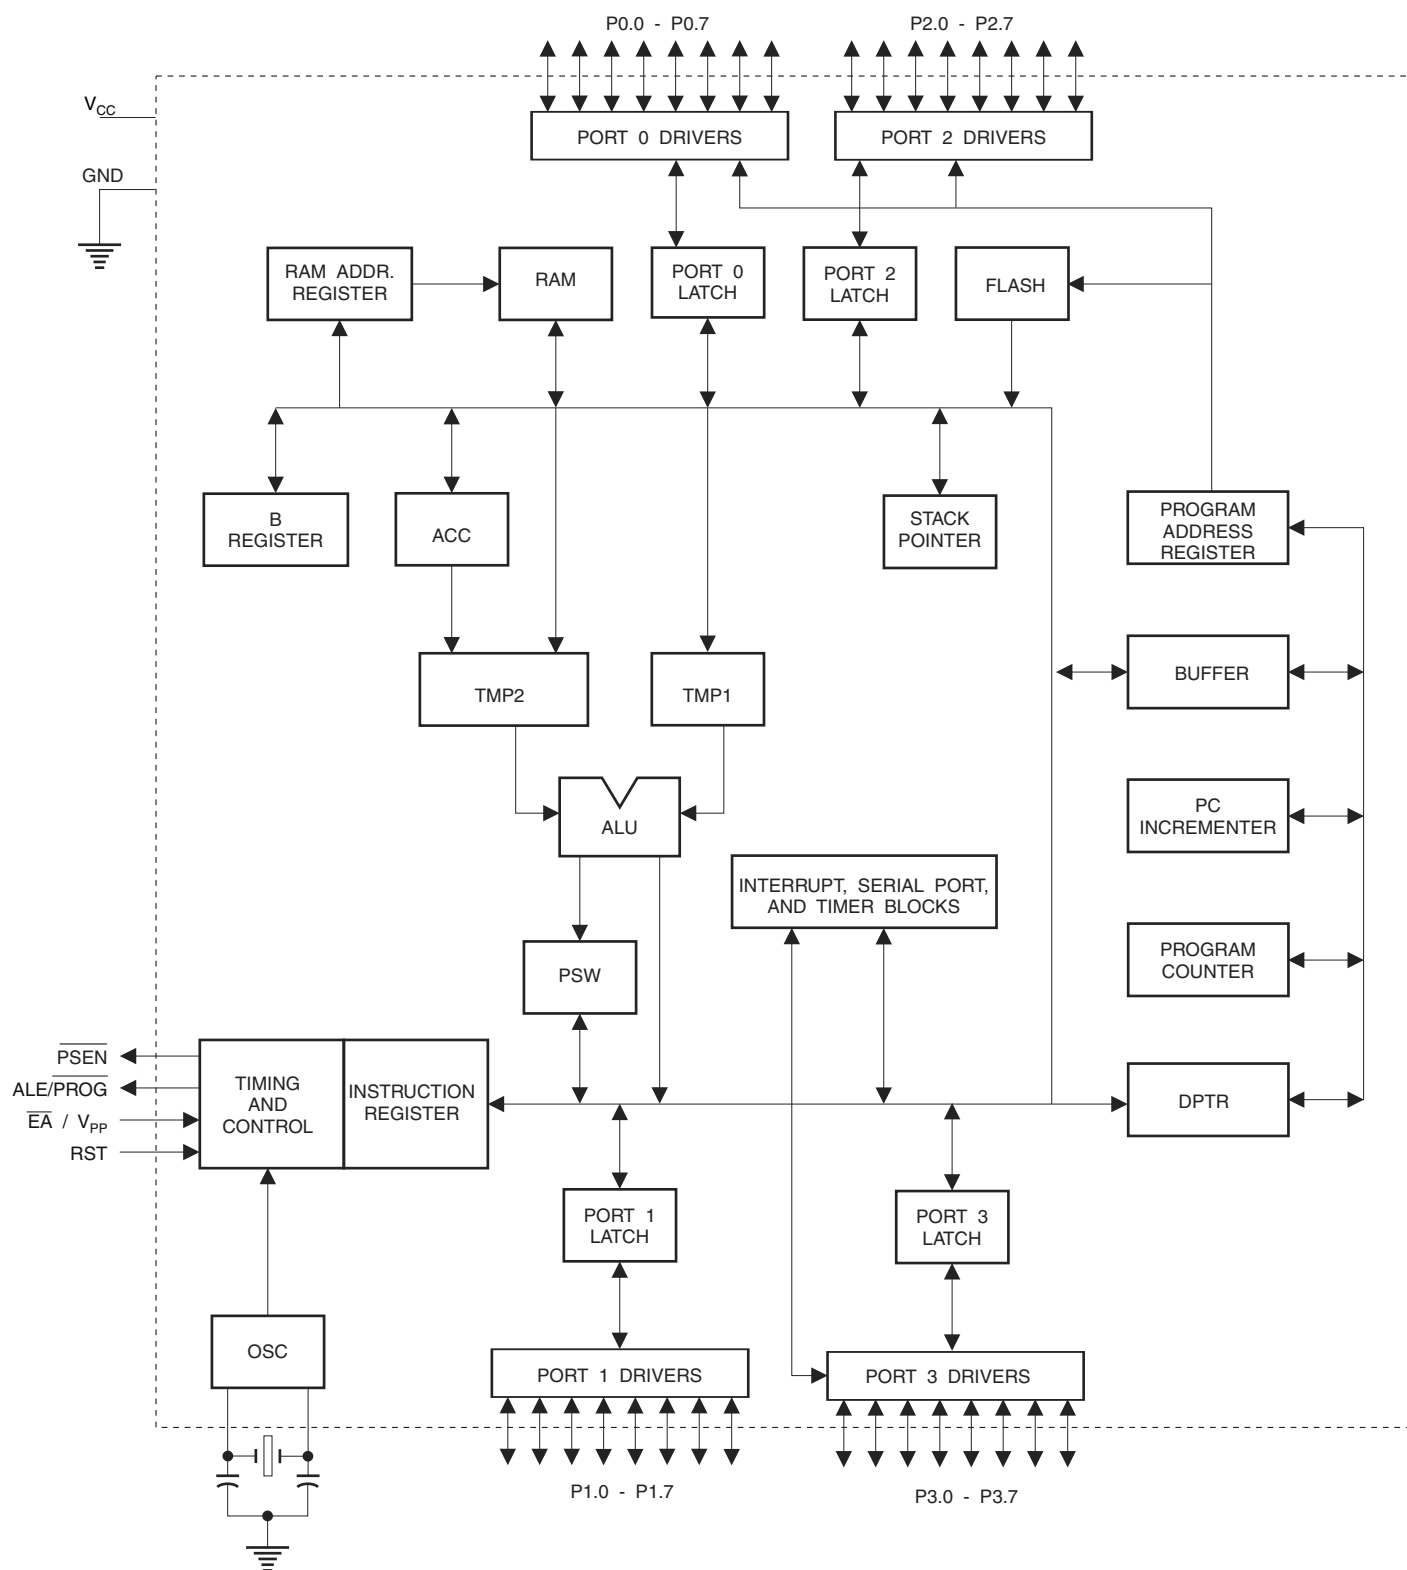 P0.0 - P0.7
P2.0 - P2.7
VCC
PORT 0 DRIVERS
PORT 2 DRIVERS
GND
RAM ADDR.
REGISTER
RAM
PORT 0
LATCH
PORT 2
LATCH
FLASH
B
REGISTER
ACC
STACK
POINTER
PROGRAM
ADDRESS
REGISTER
TMP2
TMP1
BUFFER
ALU
PC
INCREMENTER
INTERRUPT, SERIAL PORT,
AND TIMER BLOCKS
PSW
PROGRAM
COUNTER
P̅S̅E̅N̅
ALE/P̅R̅O̅G̅
E̅A̅ / VPP
RST
TIMING
AND
CONTROL
INSTRUCTION
REGISTER
DPTR
PORT 1
LATCH
PORT 3
LATCH
OSC
PORT 1 DRIVERS
PORT 3 DRIVERS
P1.0 - P1.7
P3.0 - P3.7